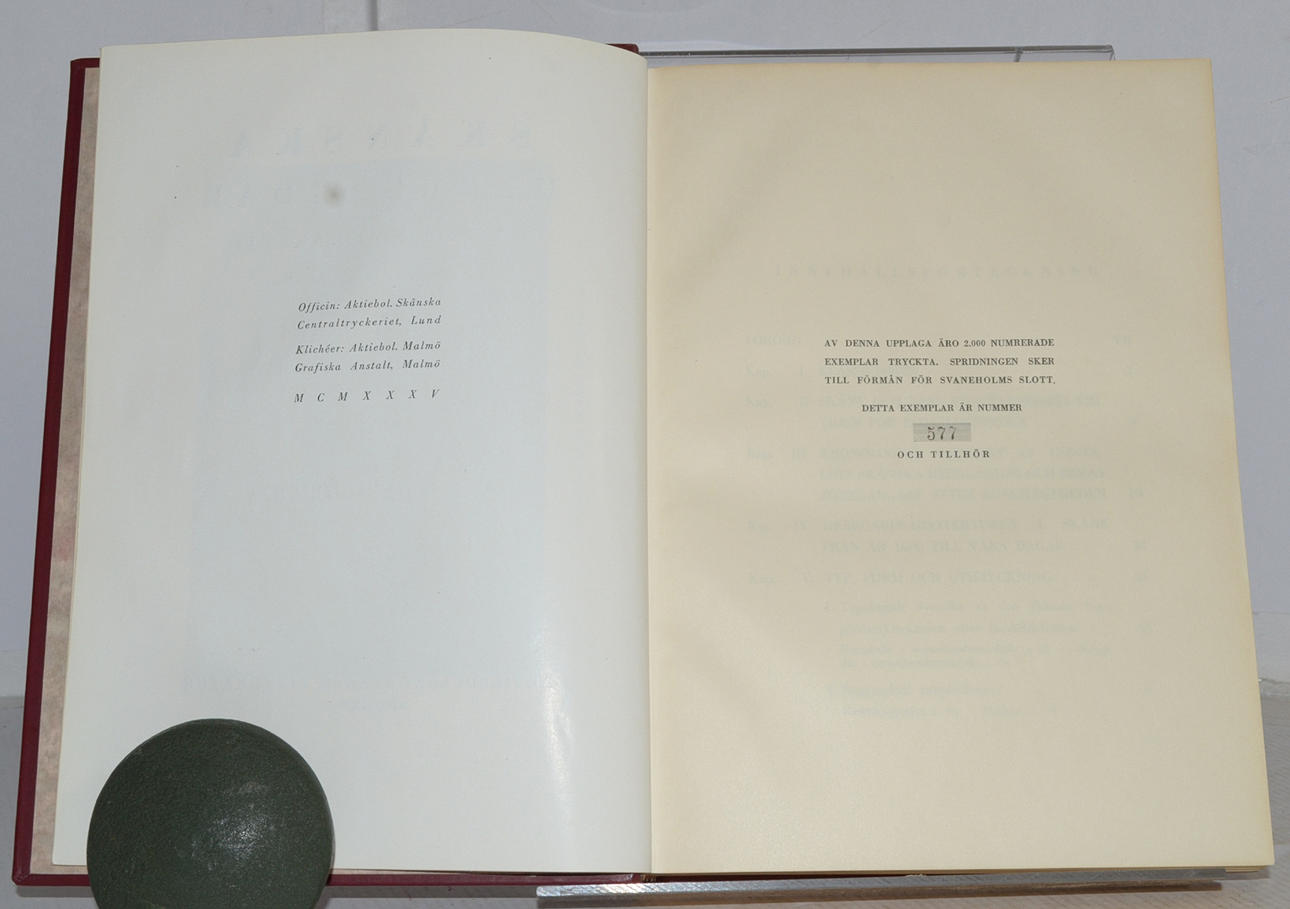 Officin: Aktiebol. Skånska
Centraltryckeriet, Lund
Klichéer: Aktiebol. Malmö
Grafiska Anstalt, Malmö
M C M X X X V
AV DENNA UPPLAGA ÄRO 2.000 NUMRERADE
EXEMPLAR TRYCKTA. SPRIDNINGEN SKER
TILL FÖRMÅN FÖR SVANEHOLMS SLOTT.
DETTA EXEMPLAR ÄR NUMMER
577
OCH TILLHÖR